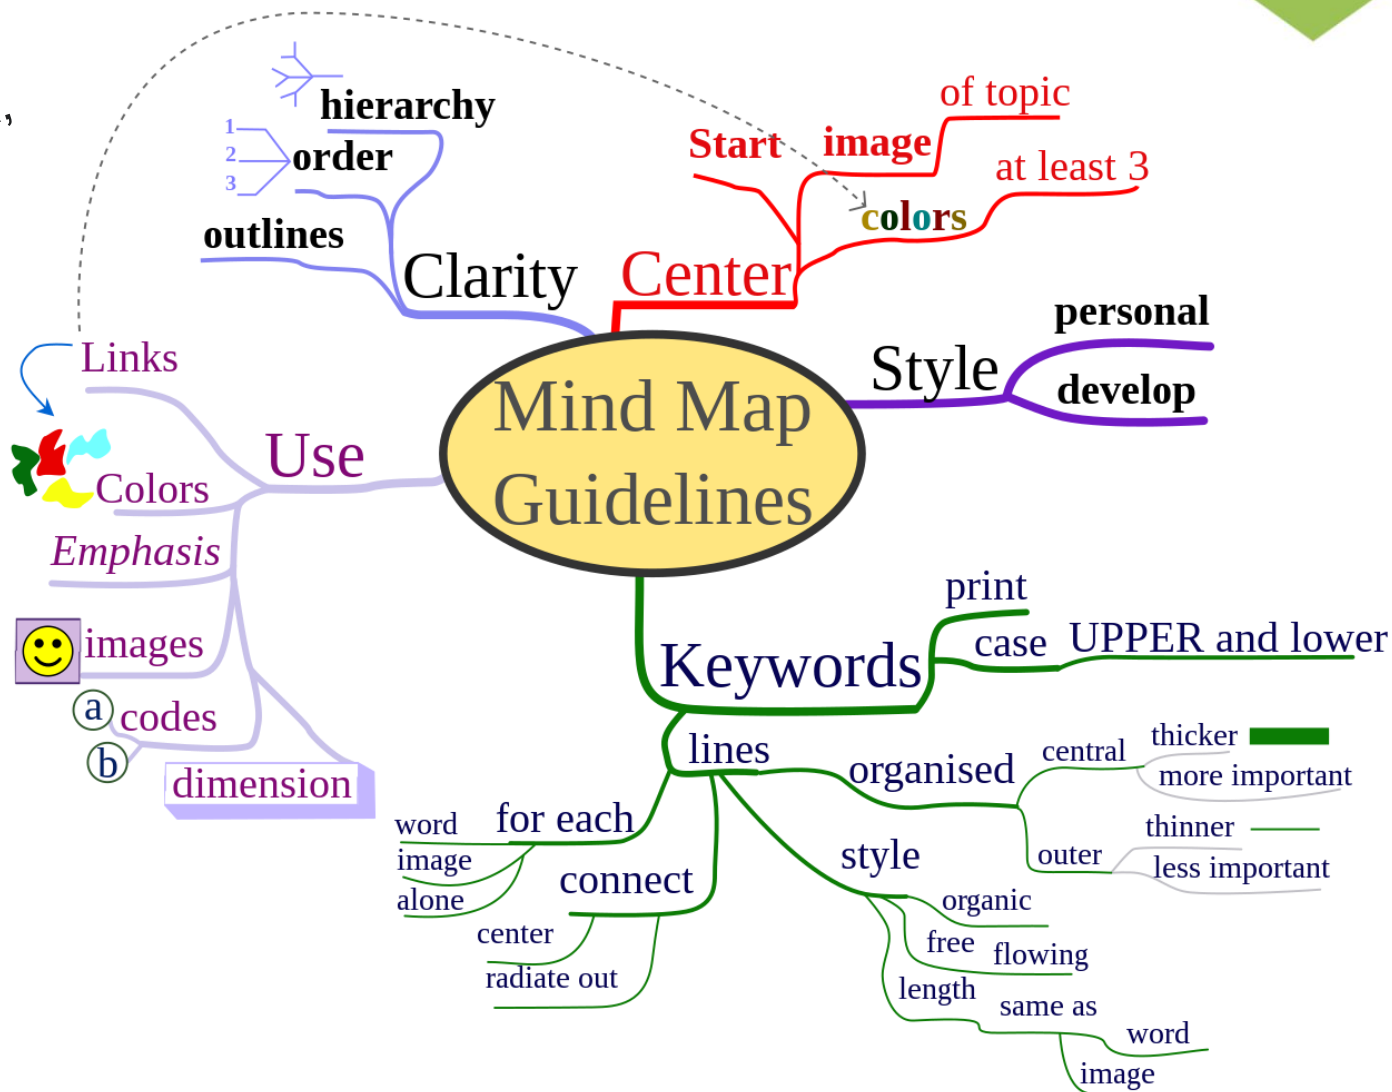 ,
hierarchy
1
2
3
order
outlines
Clarity
Start
image
of topic
at least 3
colors
Center
personal
Style
develop
Mind Map
Guidelines
Links
Use
Colors
Emphasis
images
a
codes
b
dimension
print
case
UPPER and lower
Keywords
lines
organised
central
thicker
more important
thinner
outer
less important
for each
word
image
alone
connect
center
radiate out
style
organic
free flowing
length
same as
word
image